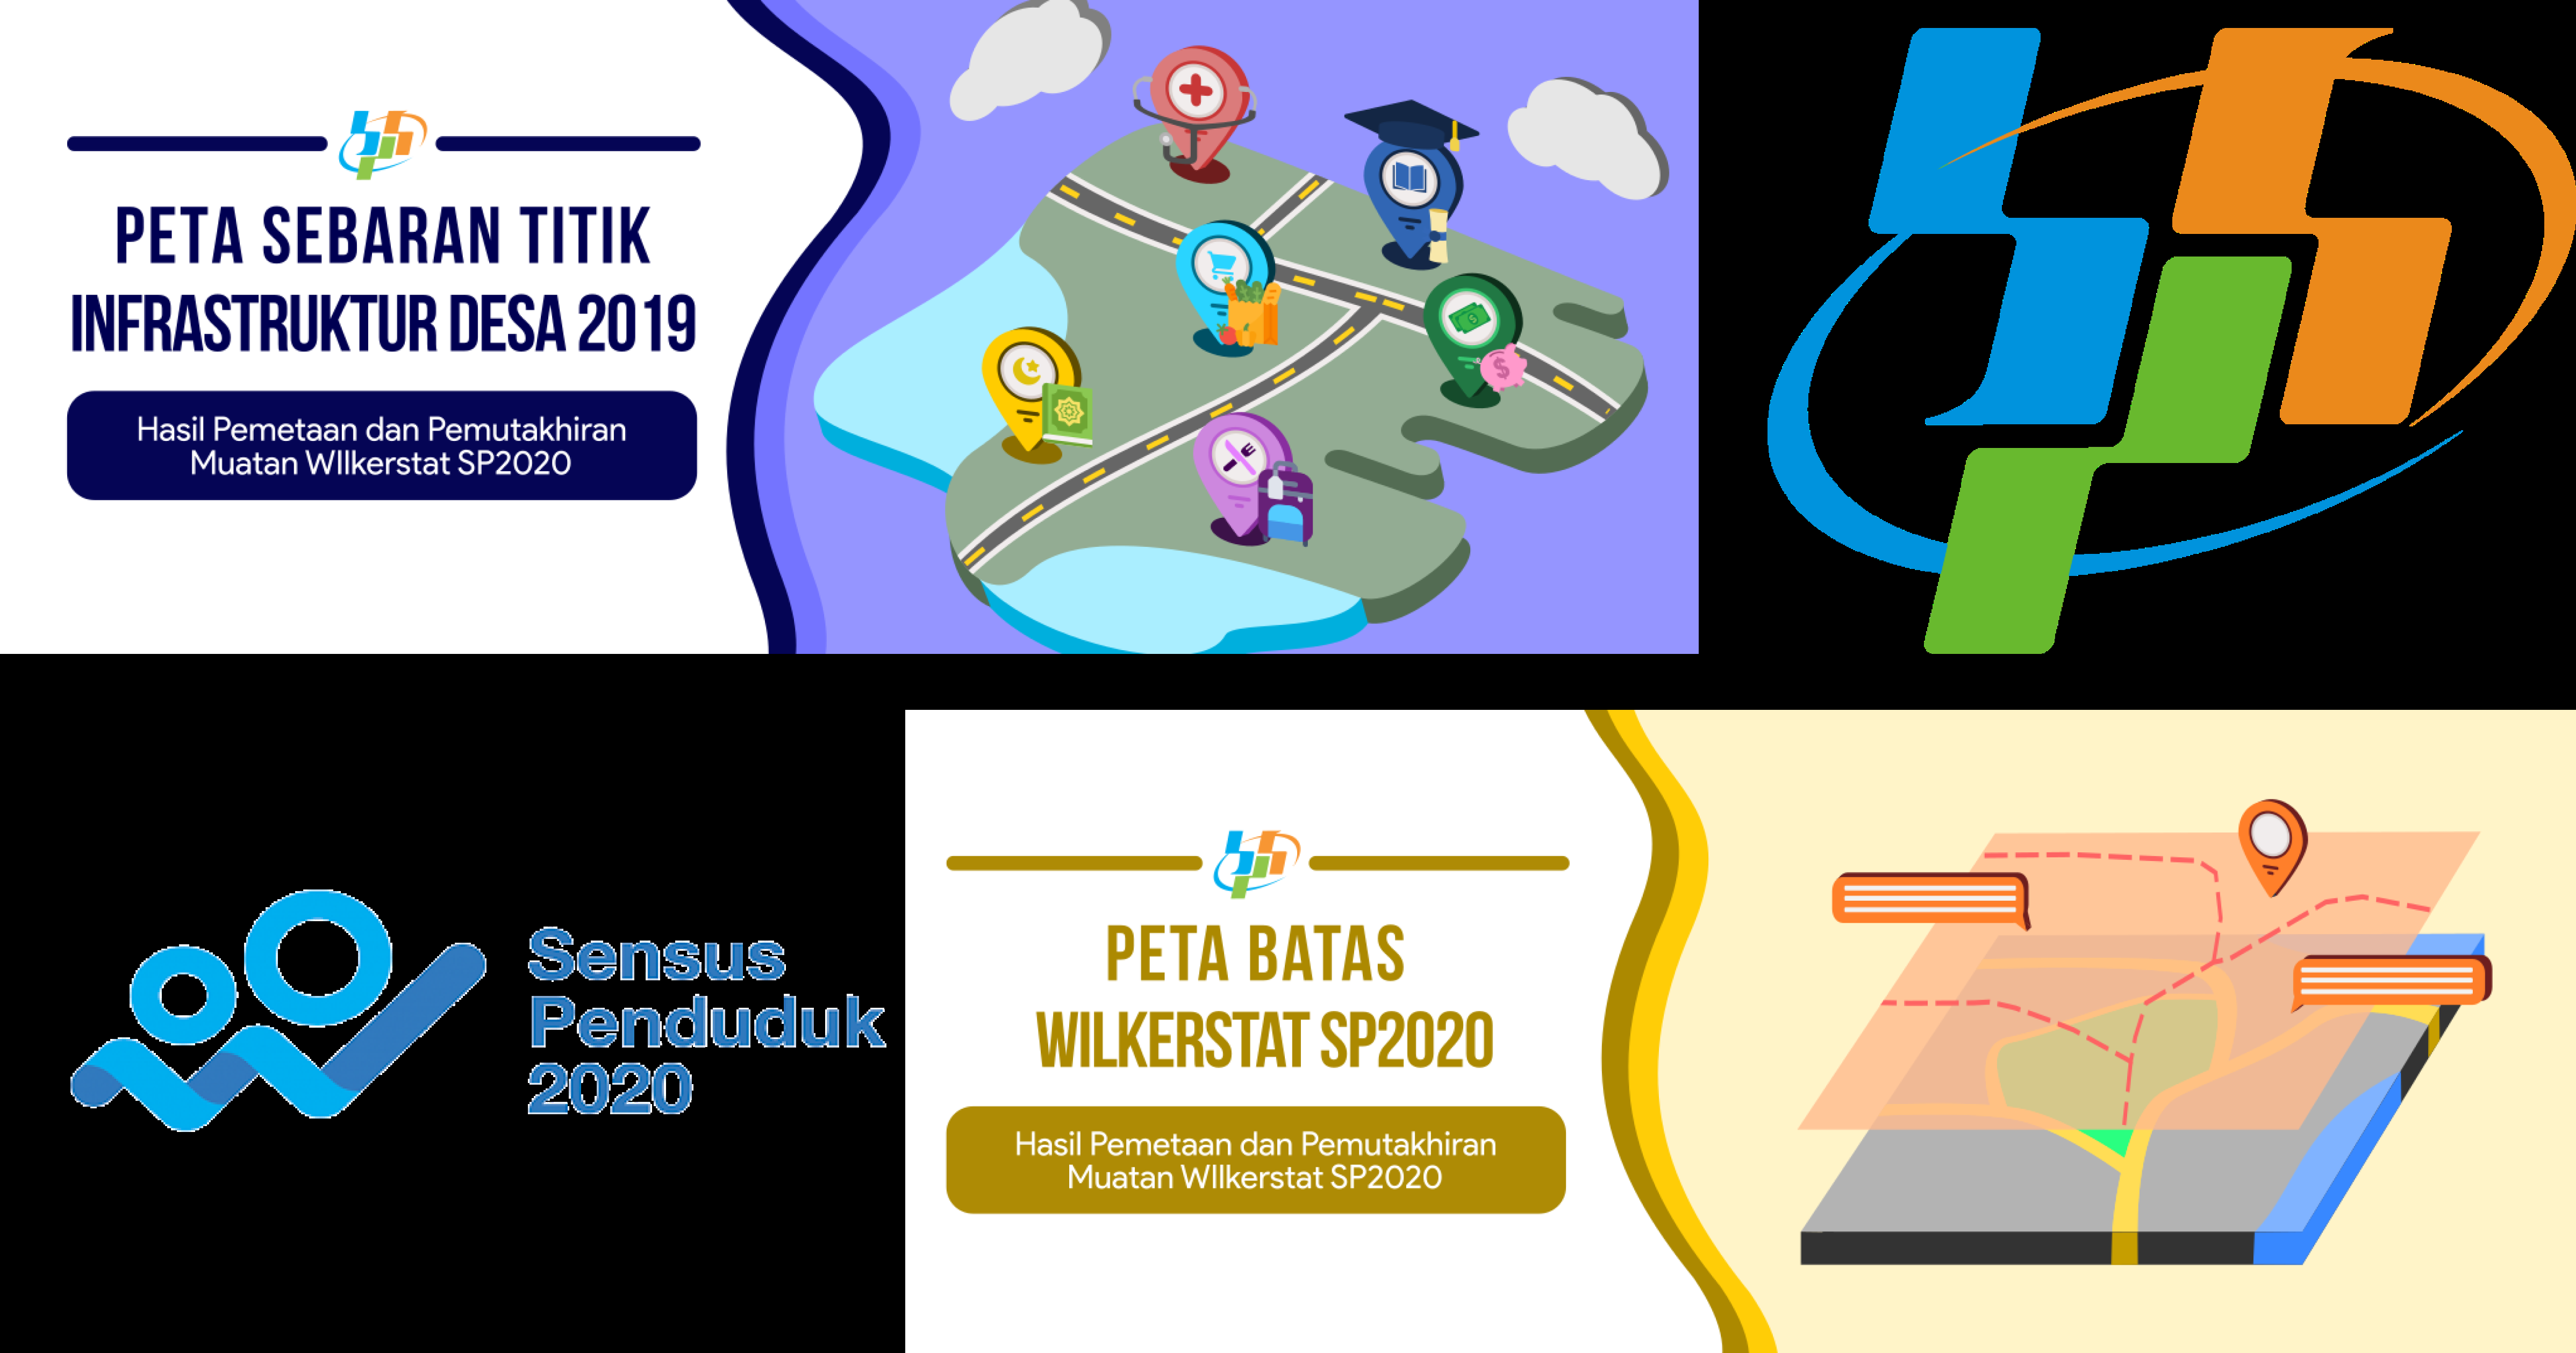 PETA SEBARAN TITIK
INFRASTRUKTUR DESA 2019
Hasil Pemetaan dan Pemutakhiran
Muatan WIlkerstat SP2020
Sensus
Penduduk
2020
PETA BATAS
WILKERSTAT SP2020
Hasil Pemetaan dan Pemutakhiran
Muatan WIlkerstat SP2020